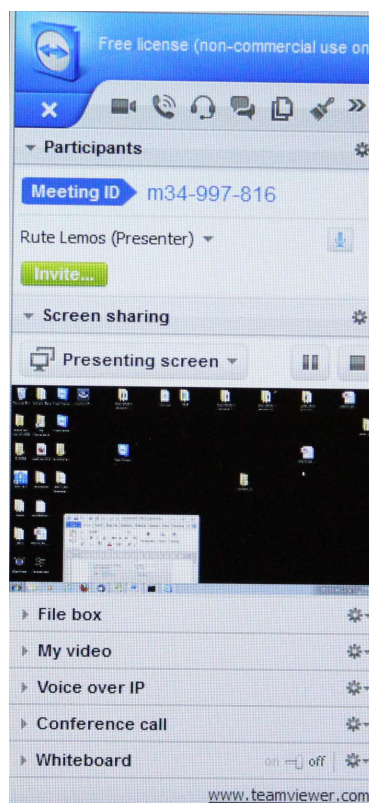 Free license (non-commercial use on
Participants
Meeting ID m34-997-816
Rute Lemos (Presenter)
Invite...
Screen sharing
Presenting screen
File box
My video
Voice over IP
Conference call
Whiteboard on off
www.teamviewer.com